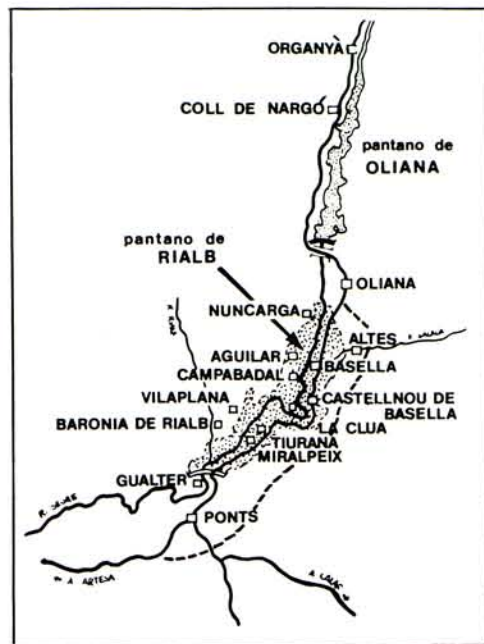 ORGANYÀ
COLL DE NARGÓ
pantano de
OLIANA
pantano de
RIALB
OLIANA
NUNCARGA
ALTES
AGUILAR
BASELLA
CAMPABADAL
VILAPLANA
CASTELLNOU DE
BASELLA
BARONIA DE RIALB
LA CLUA
TIURANA
MIRALPEIX
GUALTER
PONTS
R. SEGRE
A ARTESA